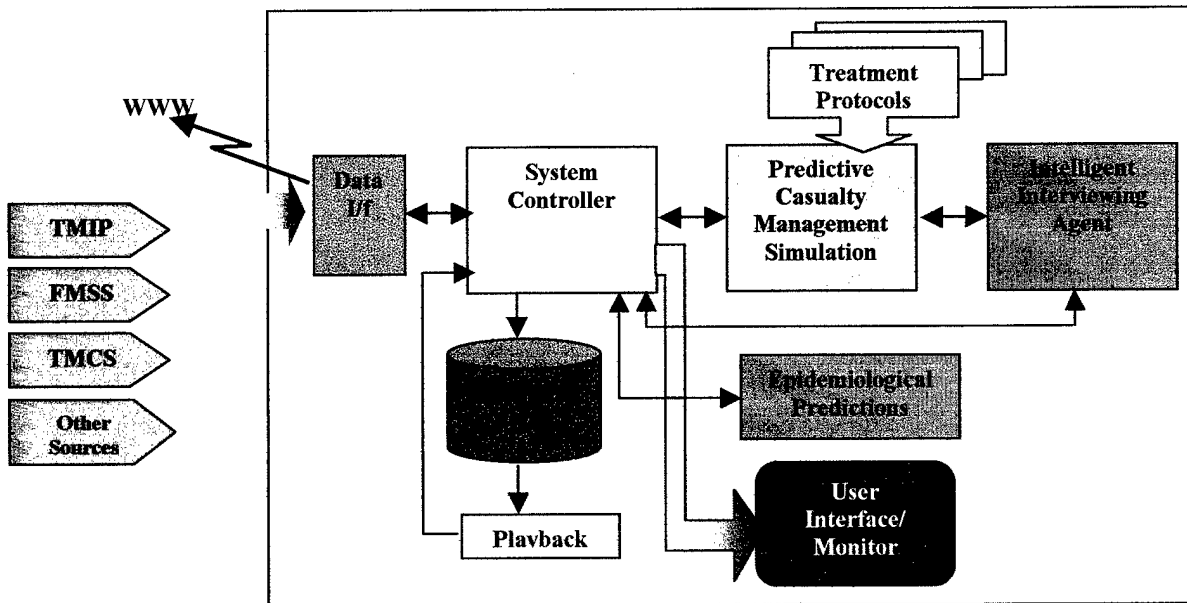 WWW
TMIP
FMSS
TMCS
Other
Sources
Data
I/f
System
Controller
Treatment
Protocols
Predictive
Casualty
Management
Simulation
Intelligent
Interviewing
Agent
Epidemiological
Predictions
User
Interface/
Monitor
Playback